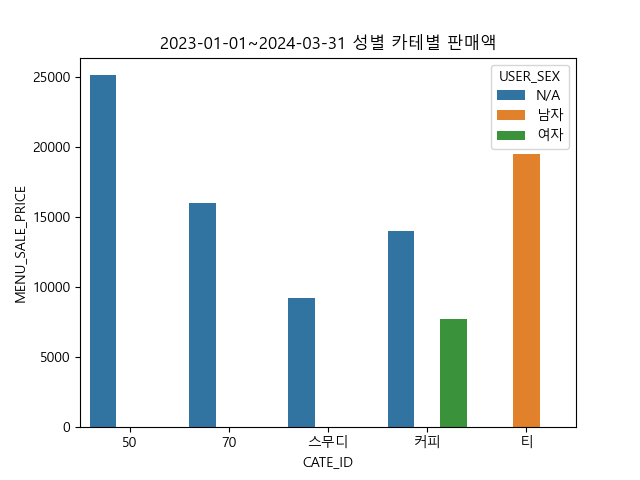 2023-01-01~2024-03-31 성별 카테별 판매액
MENU_SALE_PRICE
25000
20000
15000
10000
5000
0
USER_SEX
N/A
남자
여자
50 70 스무디 커피 티
CATE_ID